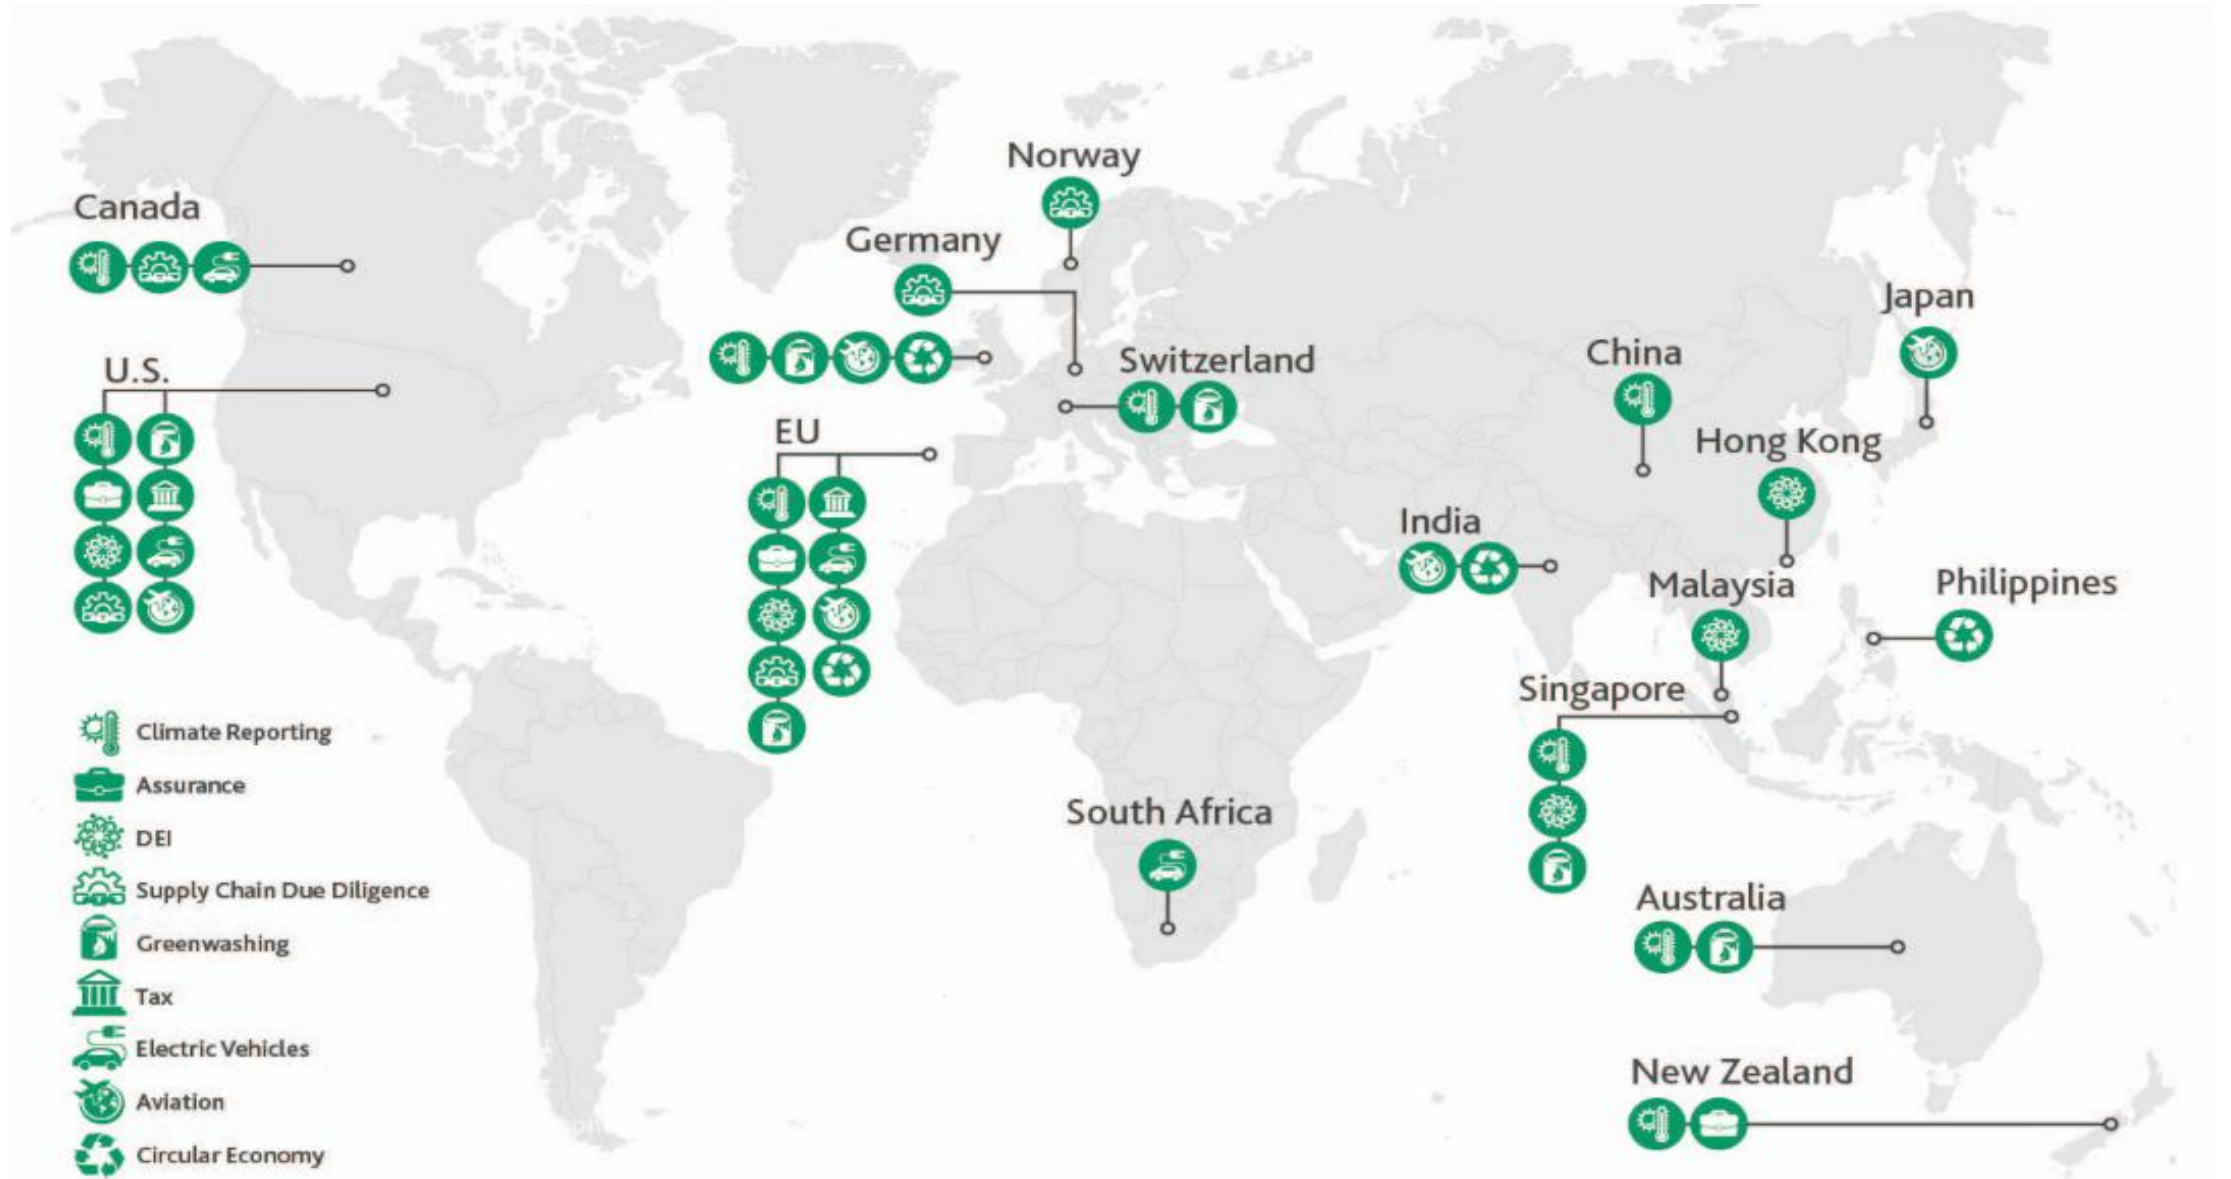 Norway
Canada
Germany
Japan
U.S.
Switzerland
China
EU
Hong Kong
India
Malaysia
Philippines
Singapore
Climate Reporting
Assurance
South Africa
DEI
Supply Chain Due Diligence
Australia
Greenwashing
Tax
Electric Vehicles
New Zealand
Aviation
Circular Economy